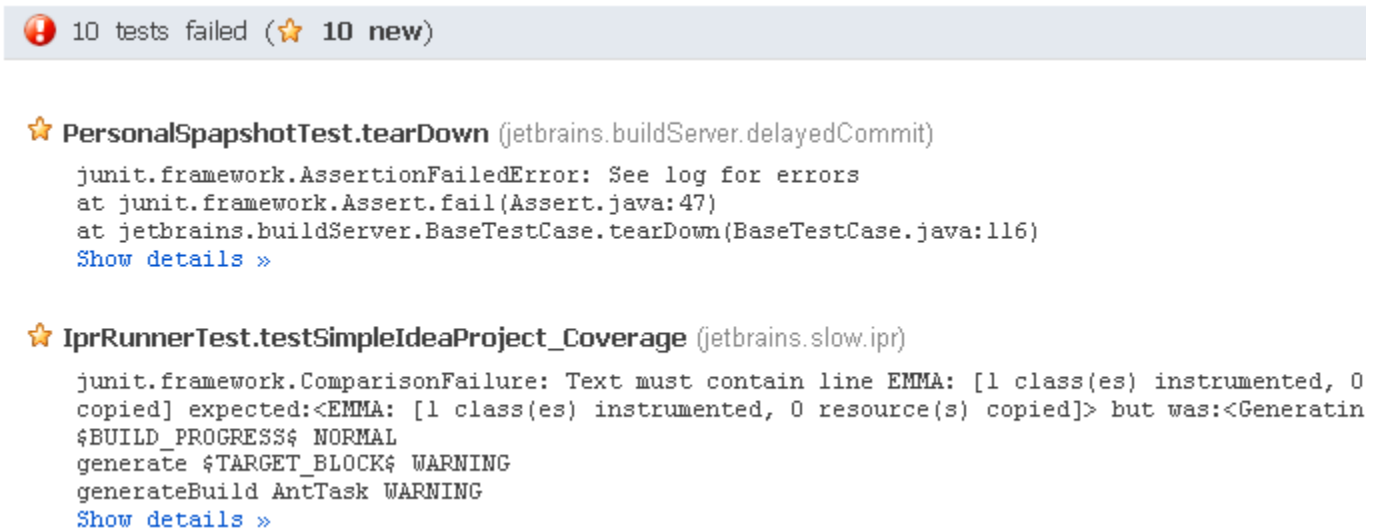 10 tests failed (10 new)
PersonalSpapshotTest.tearDown (jetbrains.buildServer.delayedCommit)
junit.framework.AssertionFailedError: See log for errors
at junit.framework.Assert.fail(Assert.java:47)
at jetbrains.buildServer.BaseTestCase.tearDown(BaseTestCase.java:116)
Show details »
IprRunnerTest.testSimpleIdeaProject_Coverage (jetbrains.slow.ipr)
junit.framework.ComparisonFailure: Text must contain line EMMA: [1 class(es) instrumented, 0
copied] expected:<EMMA: [1 class(es) instrumented, 0 resource(s) copied]> but was:<Generatin
$BUILD_PROGRESS$ NORMAL
generate $TARGET_BLOCK$ WARNING
generateBuild AntTask WARNING
Show details »